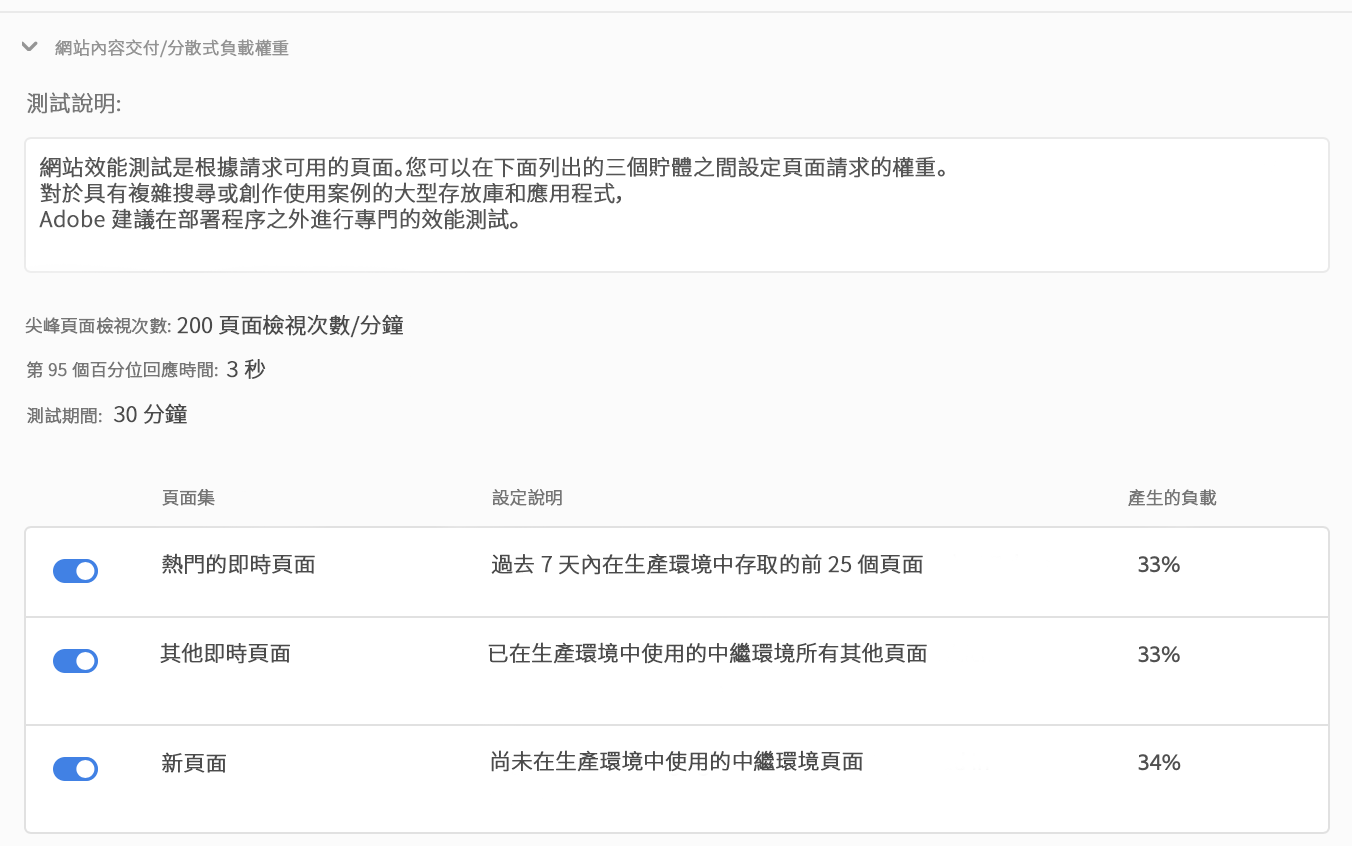 網站內容交付/分散式負載權重
測試說明:
網站效能測試是根據請求可用的頁面。您可以在下面列出的三個貯體之間設定頁面請求的權重。
對於具有複雜搜尋或創作使用案例的大型存放庫和應用程式,
Adobe 建議在部署程序之外進行專門的效能測試。
尖峰頁面檢視次數: 200 頁面檢視次數/分鐘
第 95 個百分位回應時間: 3 秒
測試期間: 30 分鐘
頁面集 設定說明 產生的負載
熱門的即時頁面 過去 7 天內在生產環境中存取的前 25 個頁面 33%
其他即時頁面 已在生產環境中使用的中繼環境所有其他頁面 33%
新頁面 尚未在生產環境中使用的中繼環境頁面 34%